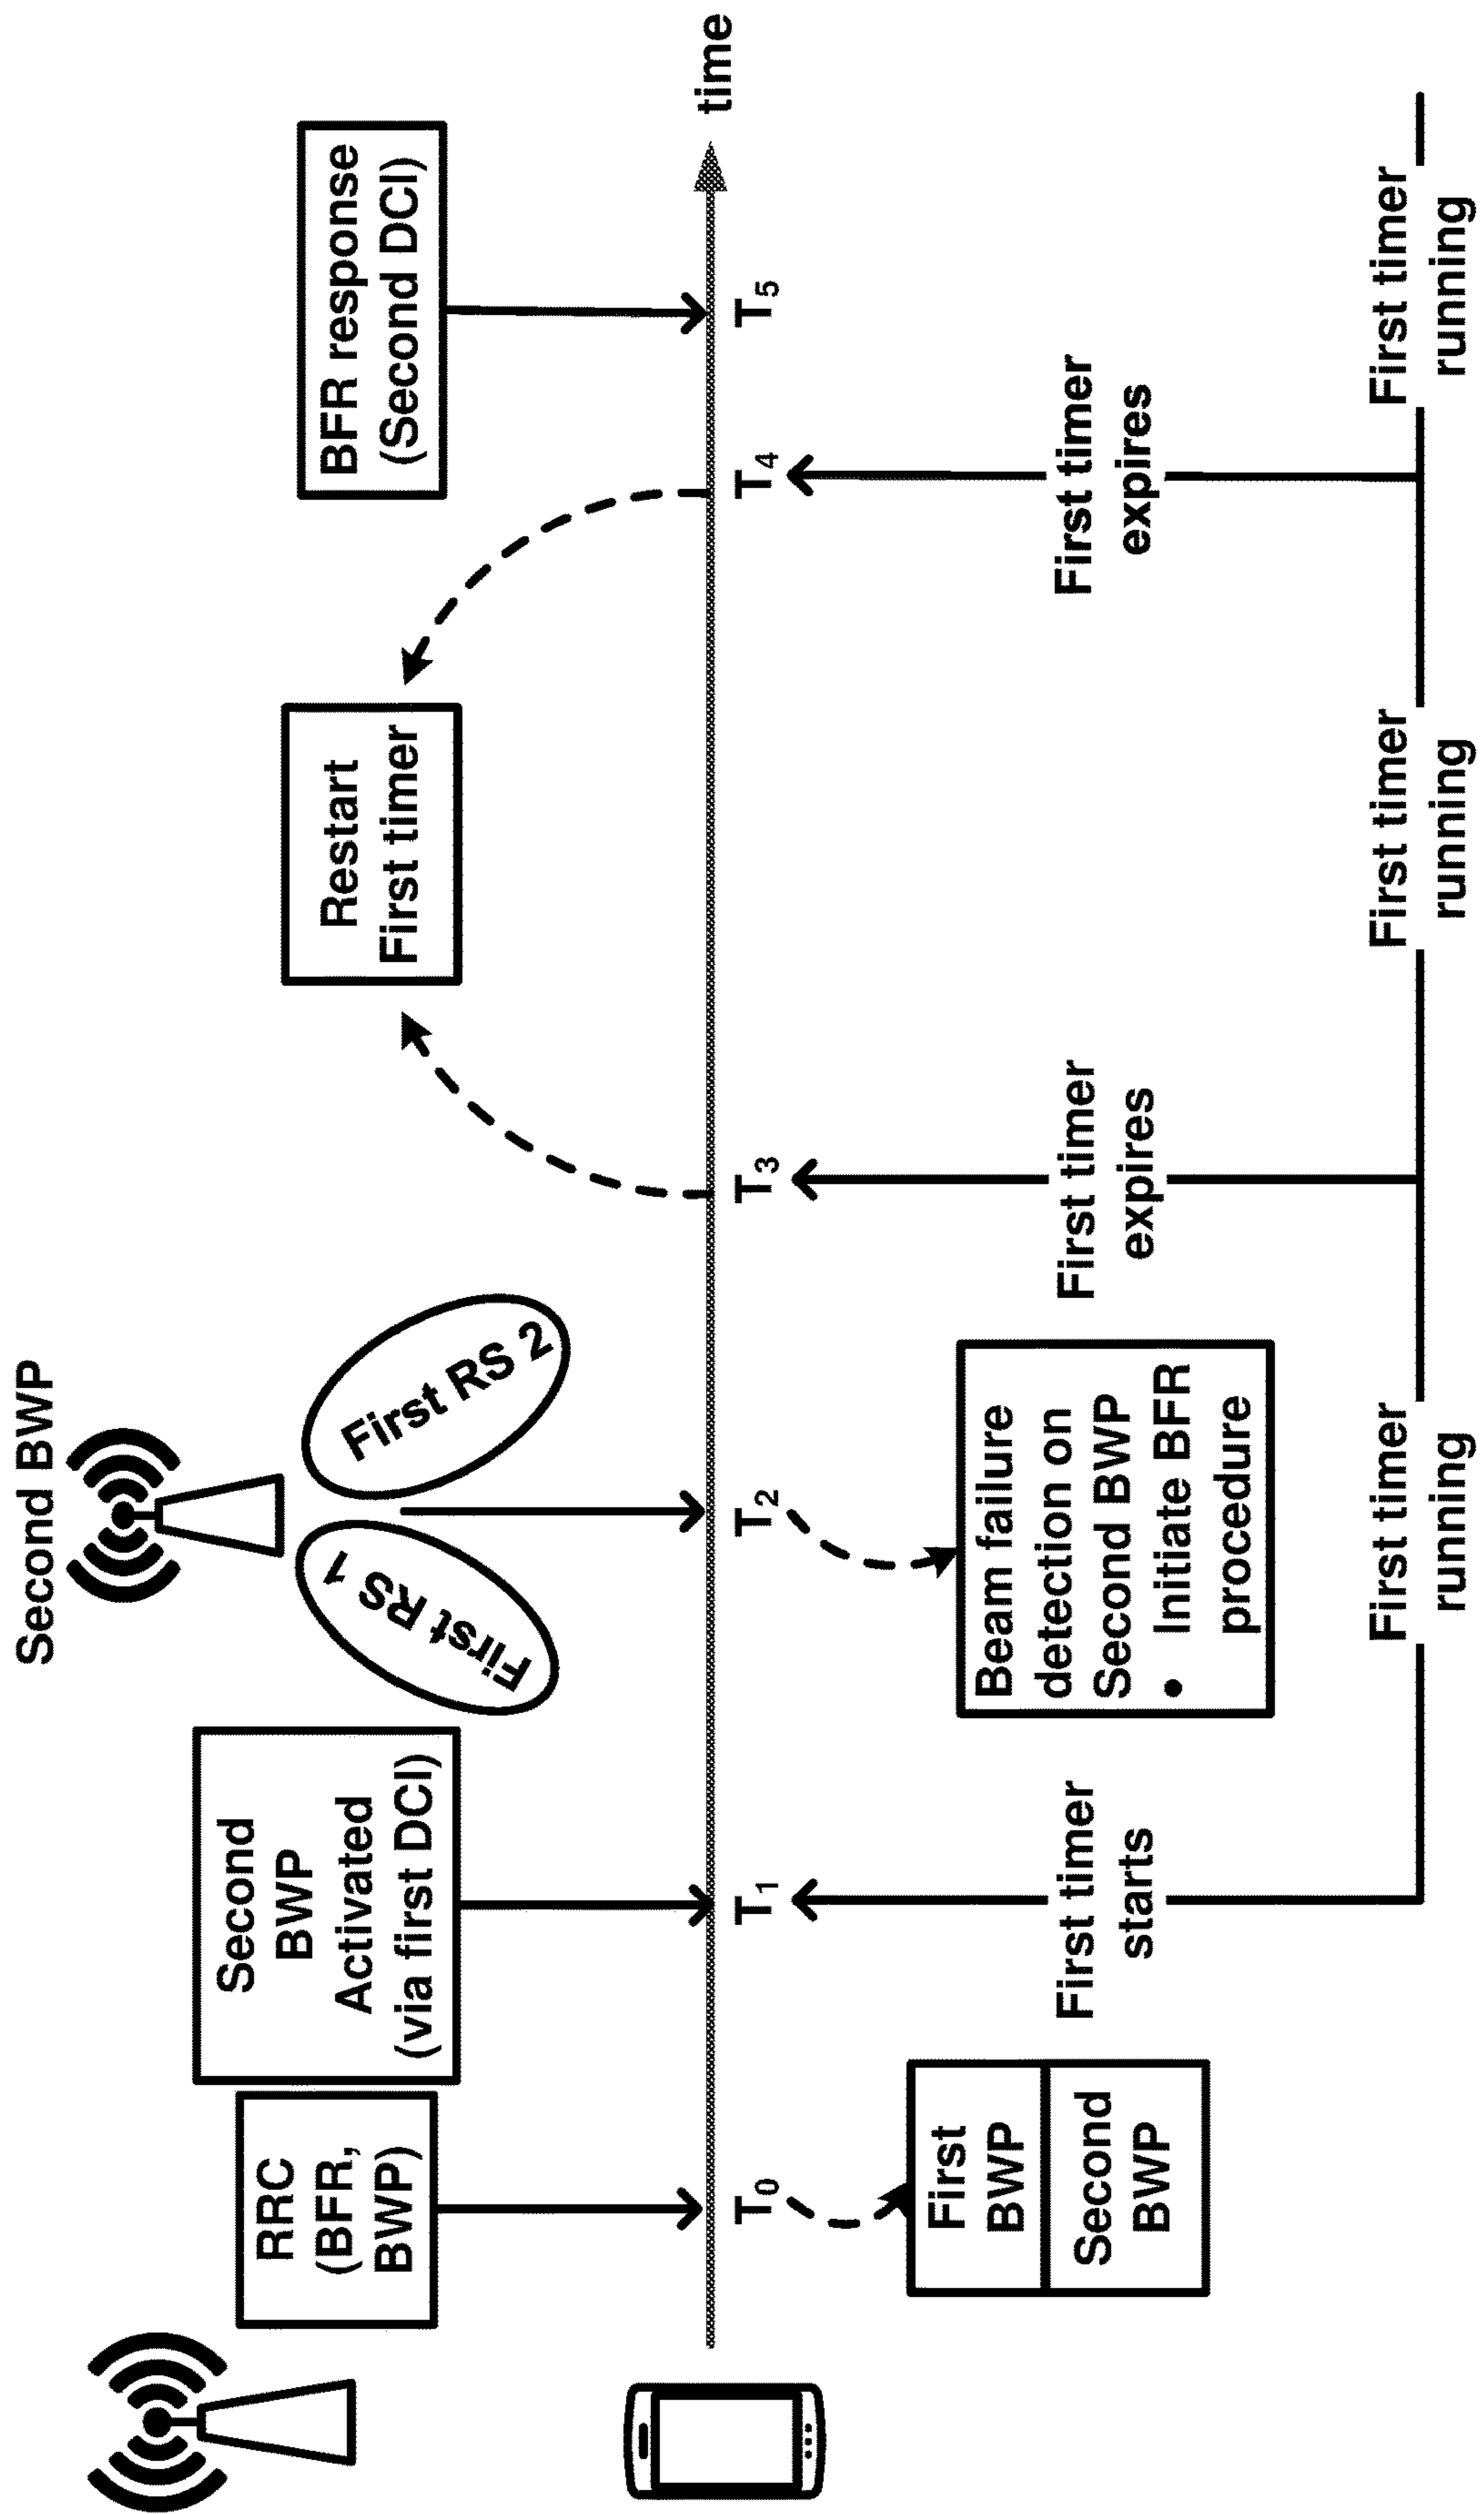 Second BWP
RRC
(BFR,
BWP)
Second
BWP
Activated
(via first DCI)
First RS 1
First RS 2
Restart
First timer
BFR response
(Second DCI)
time
T0
T1
T2
T3
T4
T5
First
BWP
Second
BWP
First timer
starts
Beam failure
detection on
Second BWP
• Initiate BFR
procedure
First timer
expires
First timer
expires
First timer
running
First timer
running
First timer
running